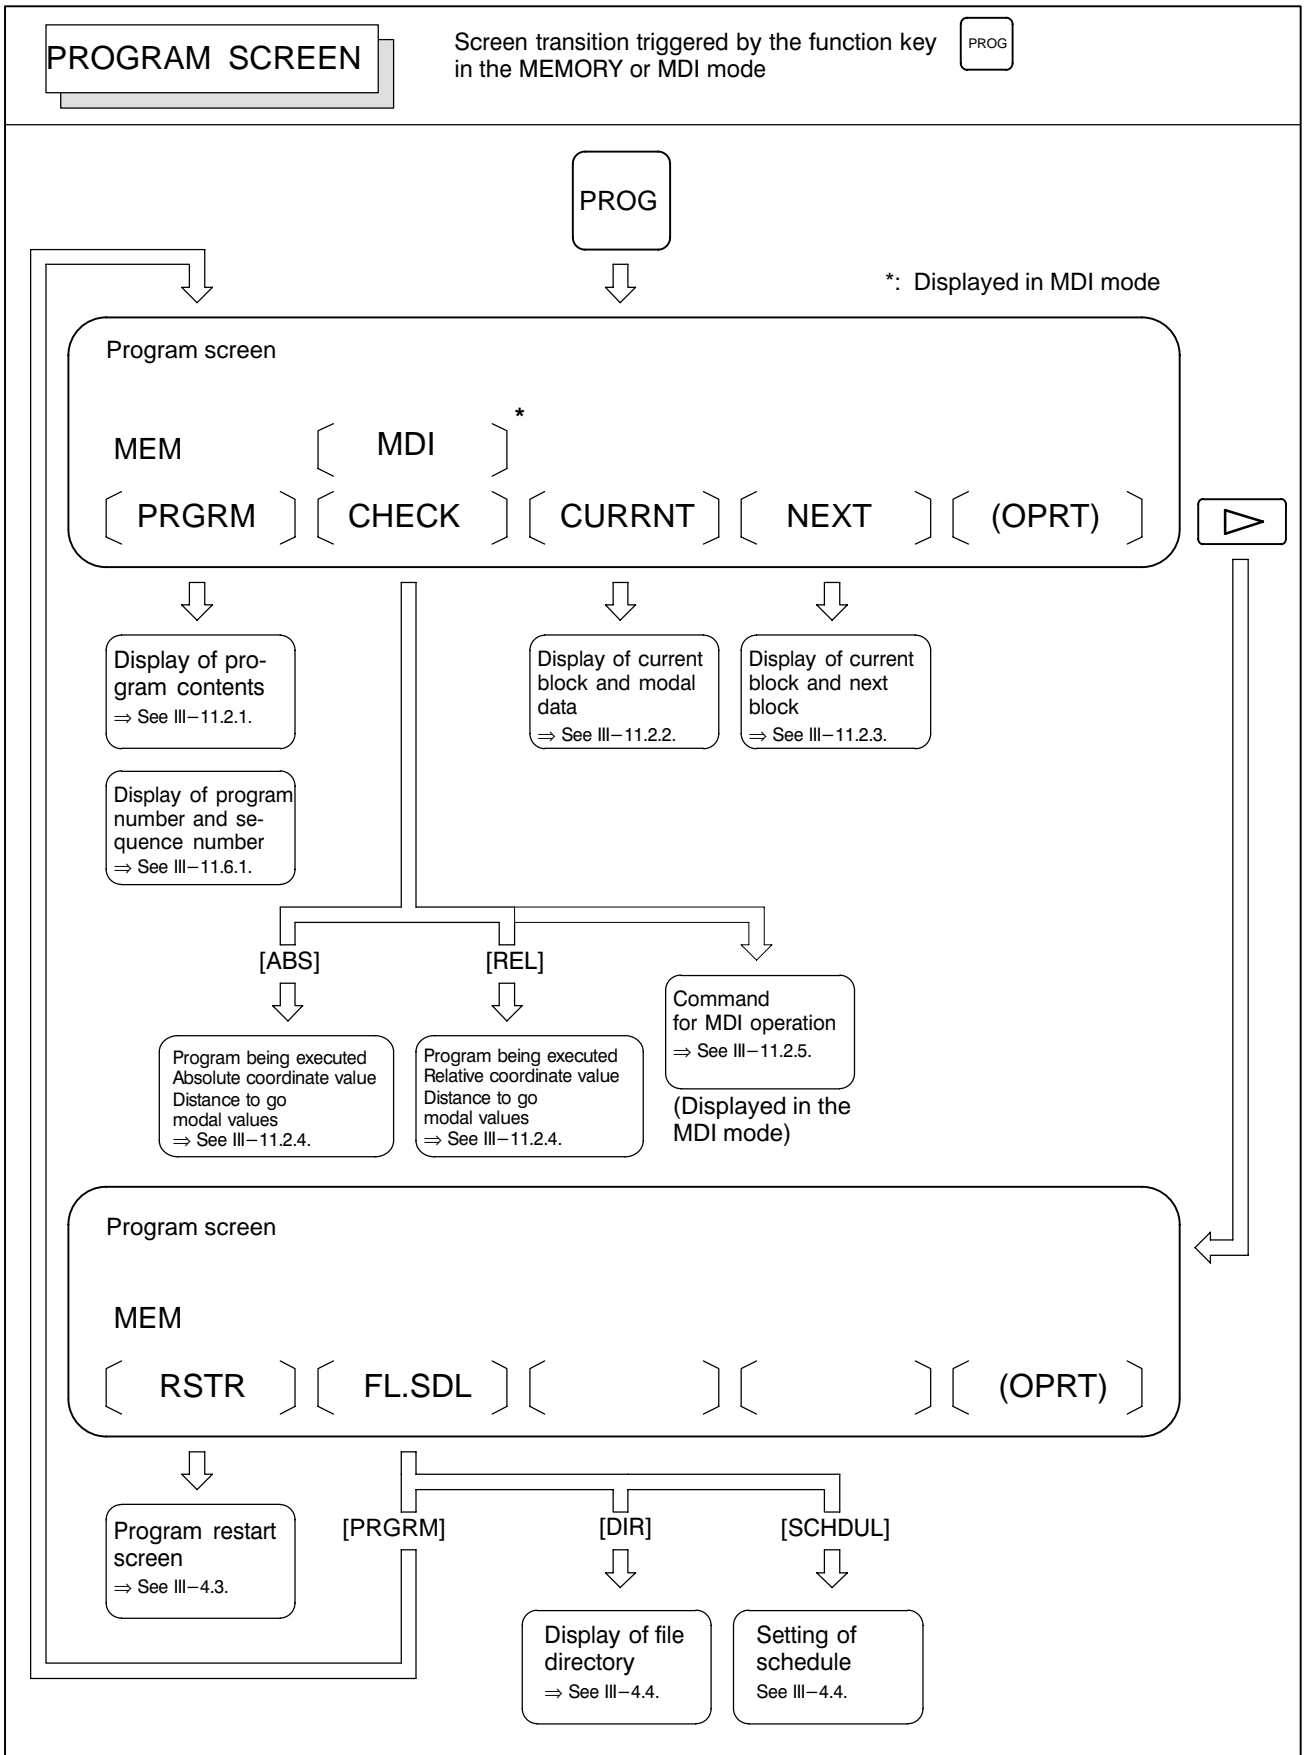 PROGRAM SCREEN
Screen transition triggered by the function key
in the MEMORY or MDI mode
PROG
PROG
*: Displayed in MDI mode
Program screen
*
MEM
MDI
PRGRM
CHECK
CURRNT
NEXT
(OPRT)
Display of pro-
gram contents
⇒ See III−11.2.1.
Display of current
block and modal
data
⇒ See III−11.2.2.
Display of current
block and next
block
⇒ See III−11.2.3.
Display of program
number and se-
quence number
⇒ See III−11.6.1.
[ABS]
[REL]
Program being executed
Absolute coordinate value
Distance to go
modal values
⇒ See III−11.2.4.
Program being executed
Relative coordinate value
Distance to go
modal values
⇒ See III−11.2.4.
Command
for MDI operation
⇒ See III−11.2.5.
(Displayed in the
MDI mode)
Program screen
MEM
RSTR
FL.SDL
(OPRT)
Program restart
screen
⇒ See III−4.3.
[PRGRM]
[DIR]
[SCHDUL]
Display of file
directory
⇒ See III−4.4.
Setting of
schedule
See III−4.4.